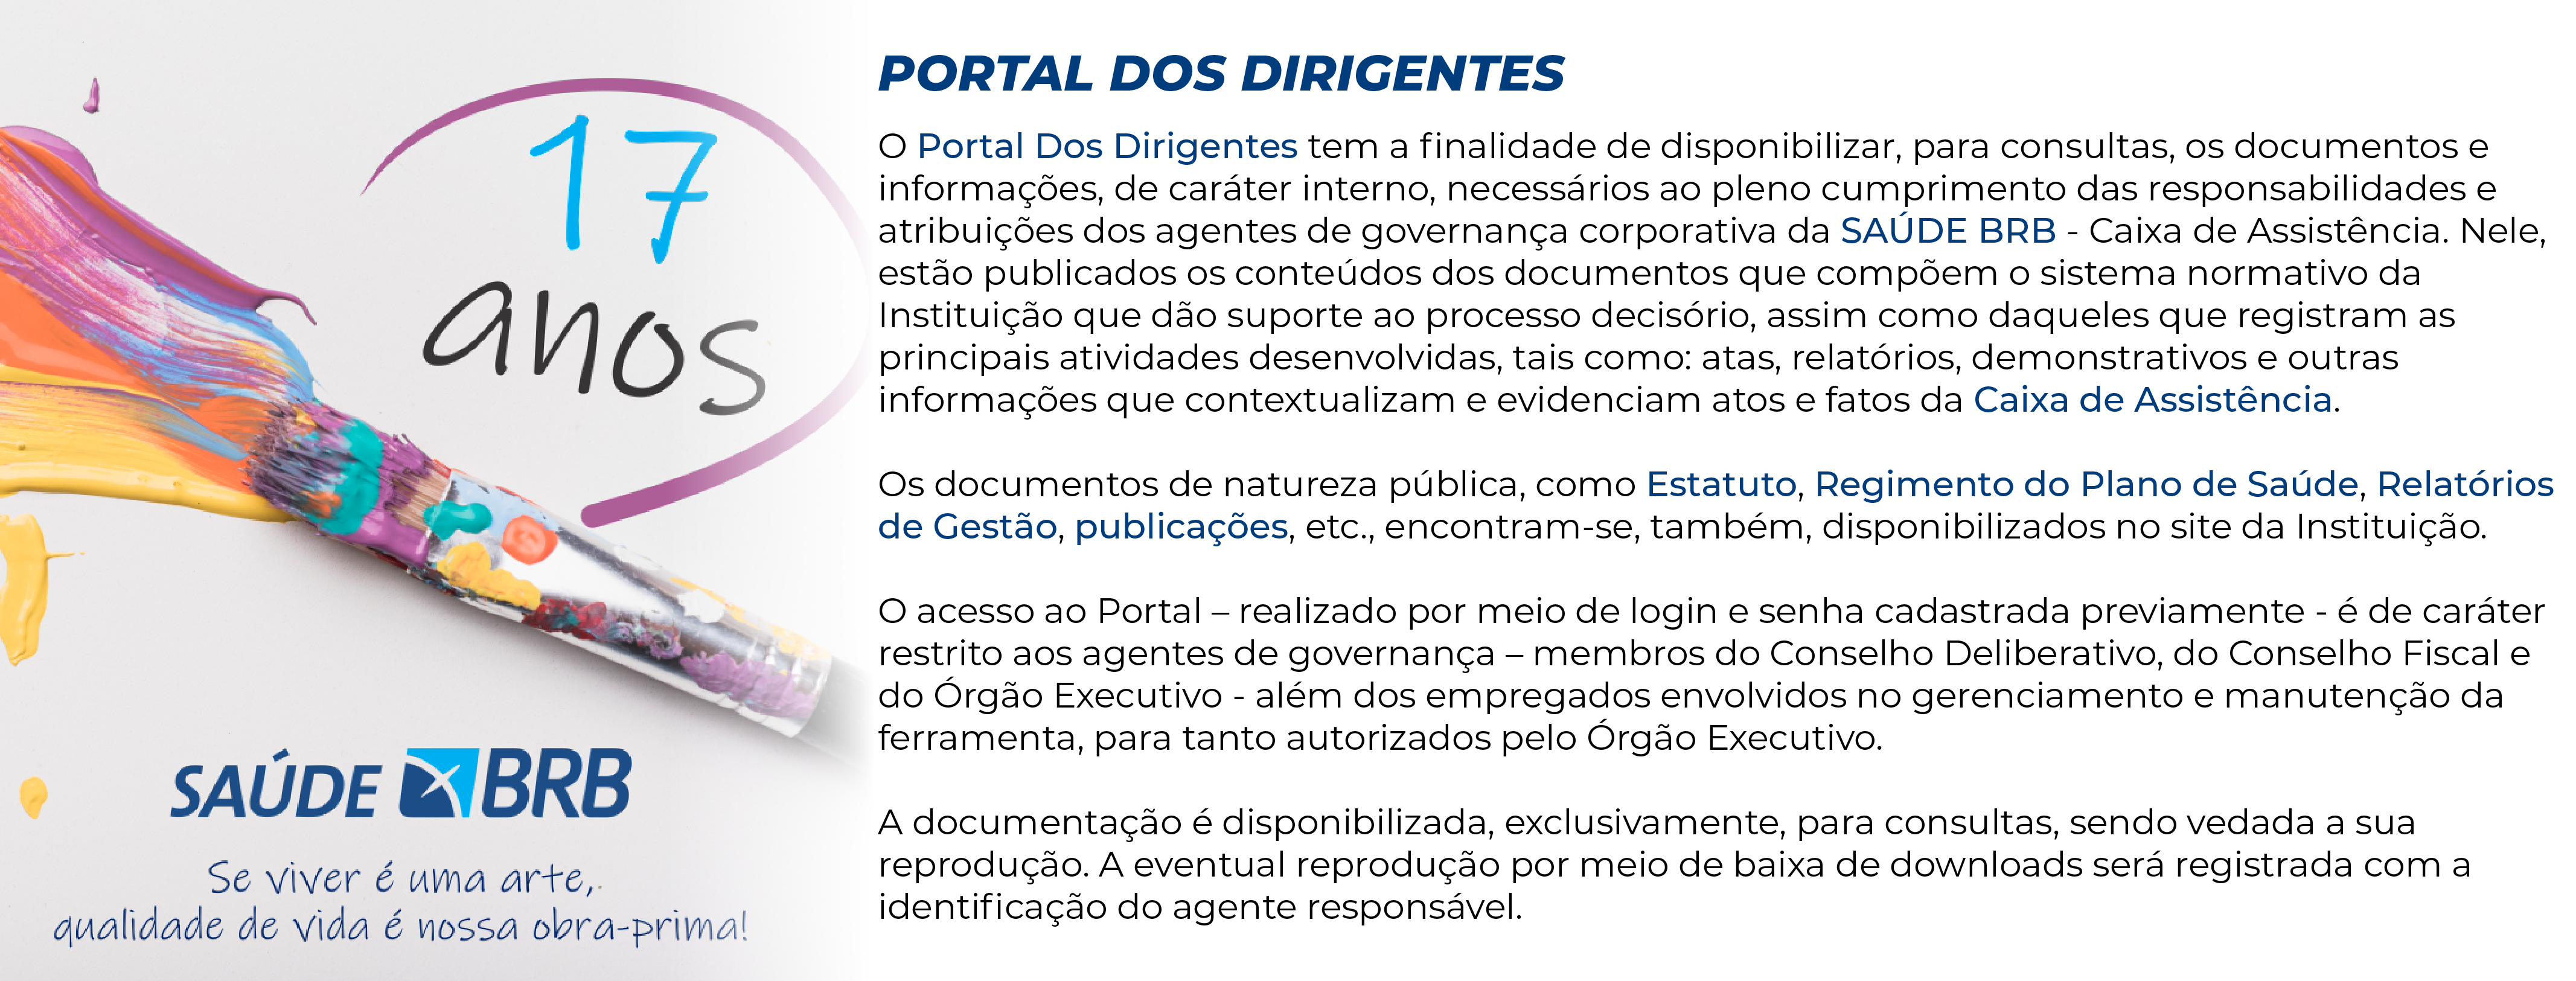 17
anos
SAÚDE BRB
Se viver é uma arte,
qualidade de vida é nossa obra-prima!
PORTAL DOS DIRIGENTES
O Portal Dos Dirigentes tem a finalidade de disponibilizar, para consultas, os documentos e
informações, de caráter interno, necessários ao pleno cumprimento das responsabilidades e
atribuições dos agentes de governança corporativa da SAÚDE BRB - Caixa de Assistência. Nele,
estão publicados os conteúdos dos documentos que compõem o sistema normativo da
Instituição que dão suporte ao processo decisório, assim como daqueles que registram as
principais atividades desenvolvidas, tais como: atas, relatórios, demonstrativos e outras
informações que contextualizam e evidenciam atos e fatos da Caixa de Assistência.
Os documentos de natureza pública, como Estatuto, Regimento do Plano de Saúde, Relatórios
de Gestão, publicações, etc., encontram-se, também, disponibilizados no site da Instituição.
O acesso ao Portal – realizado por meio de login e senha cadastrada previamente - é de caráter
restrito aos agentes de governança – membros do Conselho Deliberativo, do Conselho Fiscal e
do Órgão Executivo - além dos empregados envolvidos no gerenciamento e manutenção da
ferramenta, para tanto autorizados pelo Órgão Executivo.
A documentação é disponibilizada, exclusivamente, para consultas, sendo vedada a sua
reprodução. A eventual reprodução por meio de baixa de downloads será registrada com a
identificação do agente responsável.